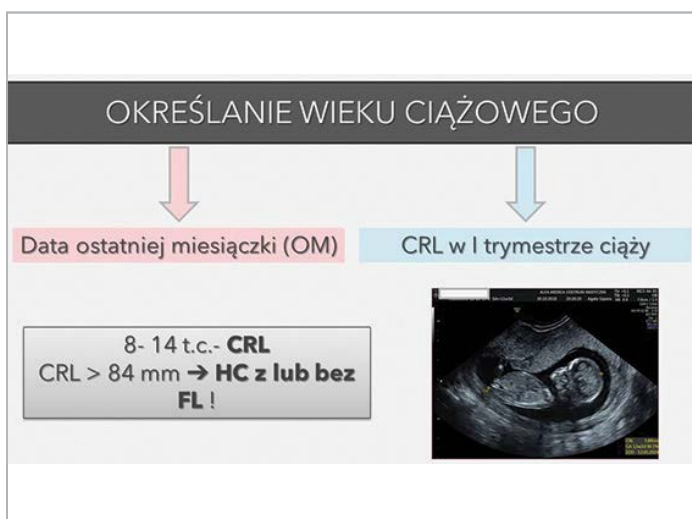 OKREŚLANIE WIEKU CIĄŻOWEGO
Data ostatniej miesiączki (OM)
CRL w I trymestrze ciąży
8- 14 t.c.- CRL
CRL > 84 mm → HC z lub bez
FL !